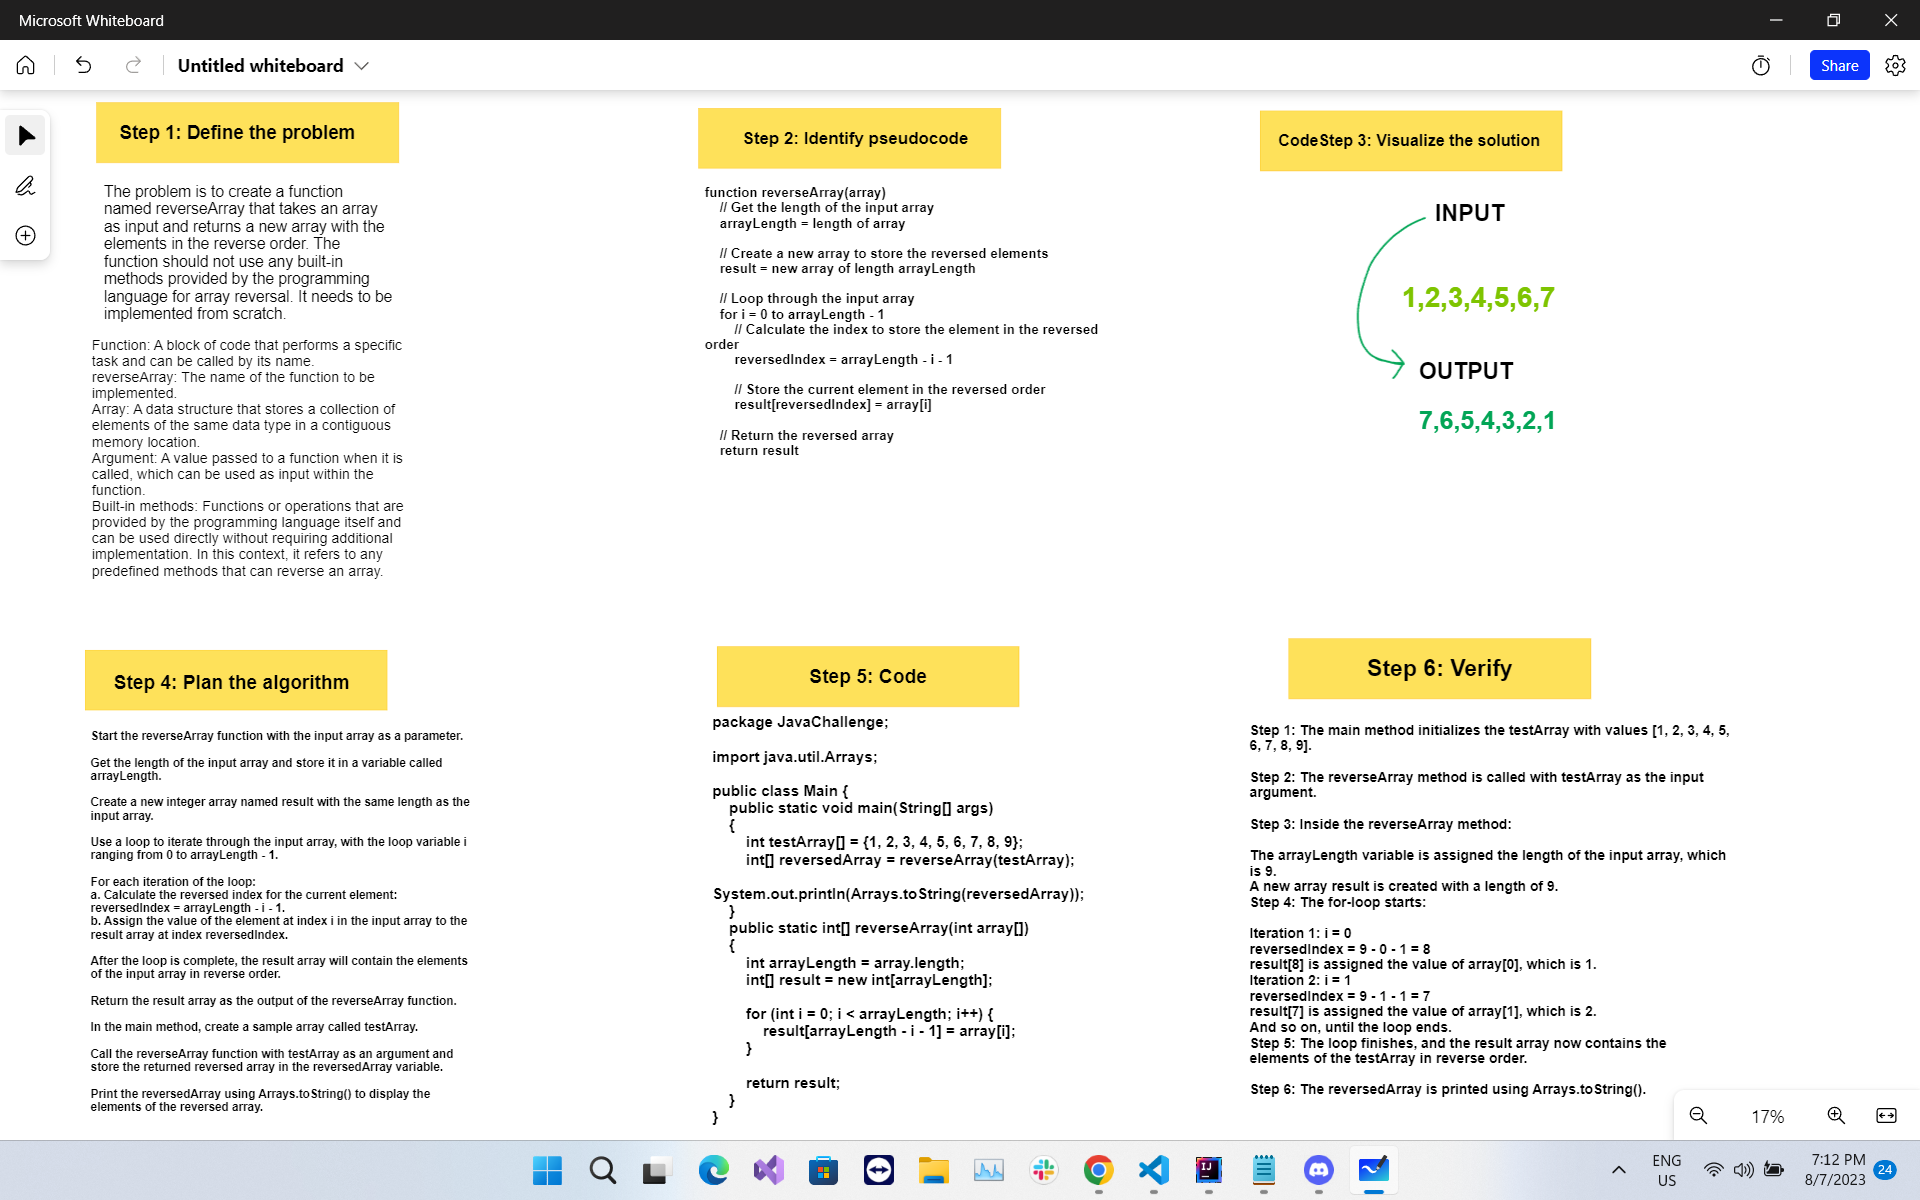 Microsoft Whiteboard
Untitled whiteboard
Share
Step 1: Define the problem
The problem is to create a function
named reverseArray that takes an array
as input and returns a new array with the
elements in the reverse order. The
function should not use any built-in
methods provided by the programming
language for array reversal. It needs to be
implemented from scratch.
Function: A block of code that performs a specific
task and can be called by its name.
reverseArray: The name of the function to be
implemented.
Array: A data structure that stores a collection of
elements of the same data type in a contiguous
memory location.
Argument: A value passed to a function when it is
called, which can be used as input within the
function.
Built-in methods: Functions or operations that are
provided by the programming language itself and
can be used directly without requiring additional
implementation. In this context, it refers to any
predefined methods that can reverse an array.
Step 2: Identify pseudocode
function reverseArray(array)
// Get the length of the input array
arrayLength = length of array
// Create a new array to store the reversed elements
result = new array of length arrayLength
// Loop through the input array
for i = 0 to arrayLength - 1
// Calculate the index to store the element in the reversed
order
reversedIndex = arrayLength - i - 1
// Store the current element in the reversed order
result[reversedIndex] = array[i]
// Return the reversed array
return result
CodeStep 3: Visualize the solution
INPUT
1,2,3,4,5,6,7
OUTPUT
7,6,5,4,3,2,1
Step 4: Plan the algorithm
Start the reverseArray function with the input array as a parameter.
Get the length of the input array and store it in a variable called
arrayLength.
Create a new integer array named result with the same length as the
input array.
Use a loop to iterate through the input array, with the loop variable i
ranging from 0 to arrayLength - 1.
For each iteration of the loop:
a. Calculate the reversed index for the current element:
reversedIndex = arrayLength - i - 1.
b. Assign the value of the element at index i in the input array to the
result array at index reversedIndex.
After the loop is complete, the result array will contain the elements
of the input array in reverse order.
Return the result array as the output of the reverseArray function.
In the main method, create a sample array called testArray.
Call the reverseArray function with testArray as an argument and
store the returned reversed array in the reversedArray variable.
Print the reversedArray using Arrays.toString() to display the
elements of the reversed array.
Step 5: Code
package JavaChallenge;
import java.util.Arrays;
public class Main {
public static void main(String[] args)
{
int testArray[] = {1, 2, 3, 4, 5, 6, 7, 8, 9};
int[] reversedArray = reverseArray(testArray);
System.out.println(Arrays.toString(reversedArray));
}
public static int[] reverseArray(int array[])
{
int arrayLength = array.length;
int[] result = new int[arrayLength];
for (int i = 0; i < arrayLength; i++) {
result[arrayLength - i - 1] = array[i];
}
return result;
}
}
Step 6: Verify
Step 1: The main method initializes the testArray with values [1, 2, 3, 4, 5,
6, 7, 8, 9].
Step 2: The reverseArray method is called with testArray as the input
argument.
Step 3: Inside the reverseArray method:
The arrayLength variable is assigned the length of the input array, which
is 9.
A new array result is created with a length of 9.
Step 4: The for-loop starts:
Iteration 1: i = 0
reversedIndex = 9 - 0 - 1 = 8
result[8] is assigned the value of array[0], which is 1.
Iteration 2: i = 1
reversedIndex = 9 - 1 - 1 = 7
result[7] is assigned the value of array[1], which is 2.
And so on, until the loop ends.
Step 5: The loop finishes, and the result array now contains the
elements of the testArray in reverse order.
Step 6: The reversedArray is printed using Arrays.toString().
17%
IJ
ENG
US
7:12 PM
8/7/2023
24